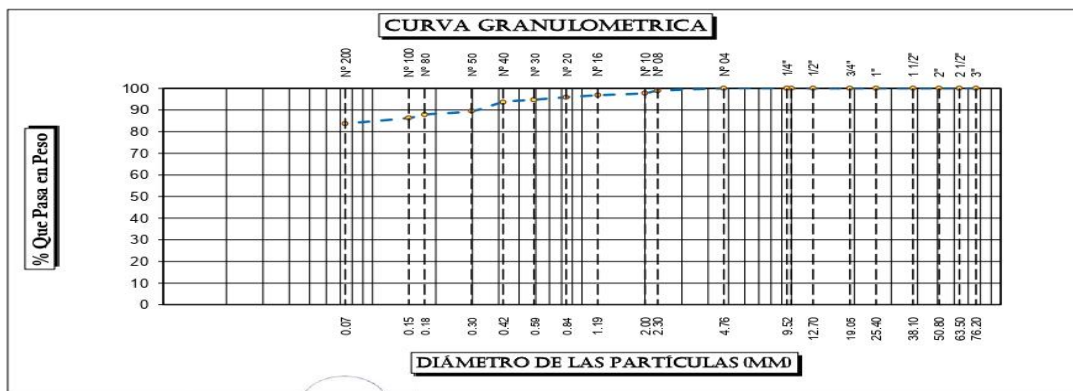 CURVA GRANULOMETRICA
Nº 200 Nº 100 Nº 80 Nº 50 Nº 40 Nº 30 Nº 20 Nº 16 Nº 10 Nº 08 Nº 04 1/4" 1/2" 3/4" 1" 1 1/2" 2" 2 1/2" 3"
% Que Pasa en Peso
100
90
80
70
60
50
40
30
20
10
0
0.07 0.15 0.18 0.30 0.42 0.59 0.84 1.19 2.00 2.30 4.76 9.52 12.70 19.05 25.40 38.10 50.80 63.50 76.20
DIÁMETRO DE LAS PARTÍCULAS (MM)